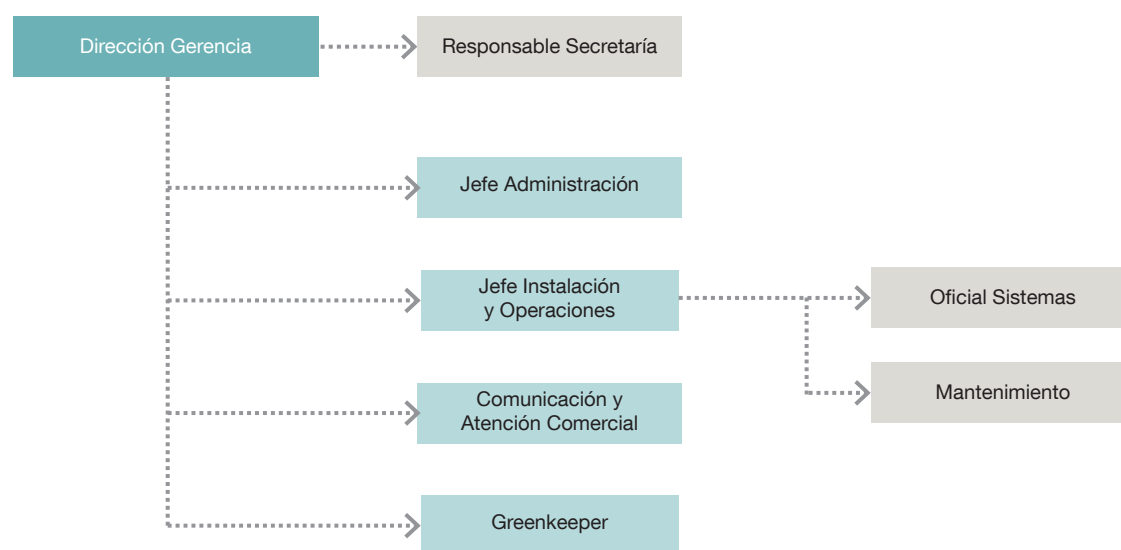 Dirección Gerencia
Responsable Secretaría
Jefe Administración
Jefe Instalación
y Operaciones
Oficial Sistemas
Mantenimiento
Comunicación y
Atención Comercial
Greenkeeper